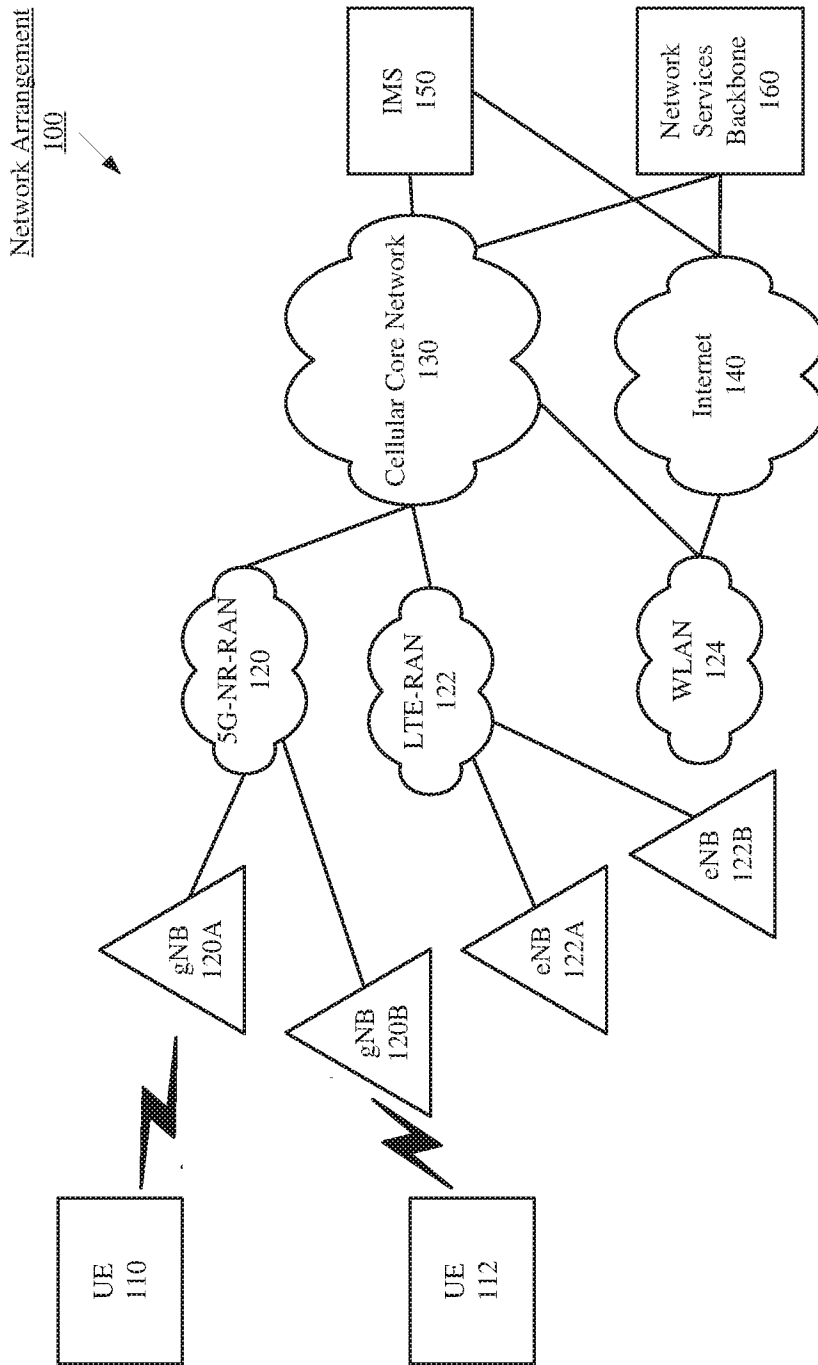 Network Arrangement
100
UE
110
UE
112
gNB
120A
gNB
120B
eNB
122A
eNB
122B
5G-NR-RAN
120
LTE-RAN
122
WLAN
124
Cellular Core Network
130
Internet
140
IMS
150
Network
Services
Backbone
160